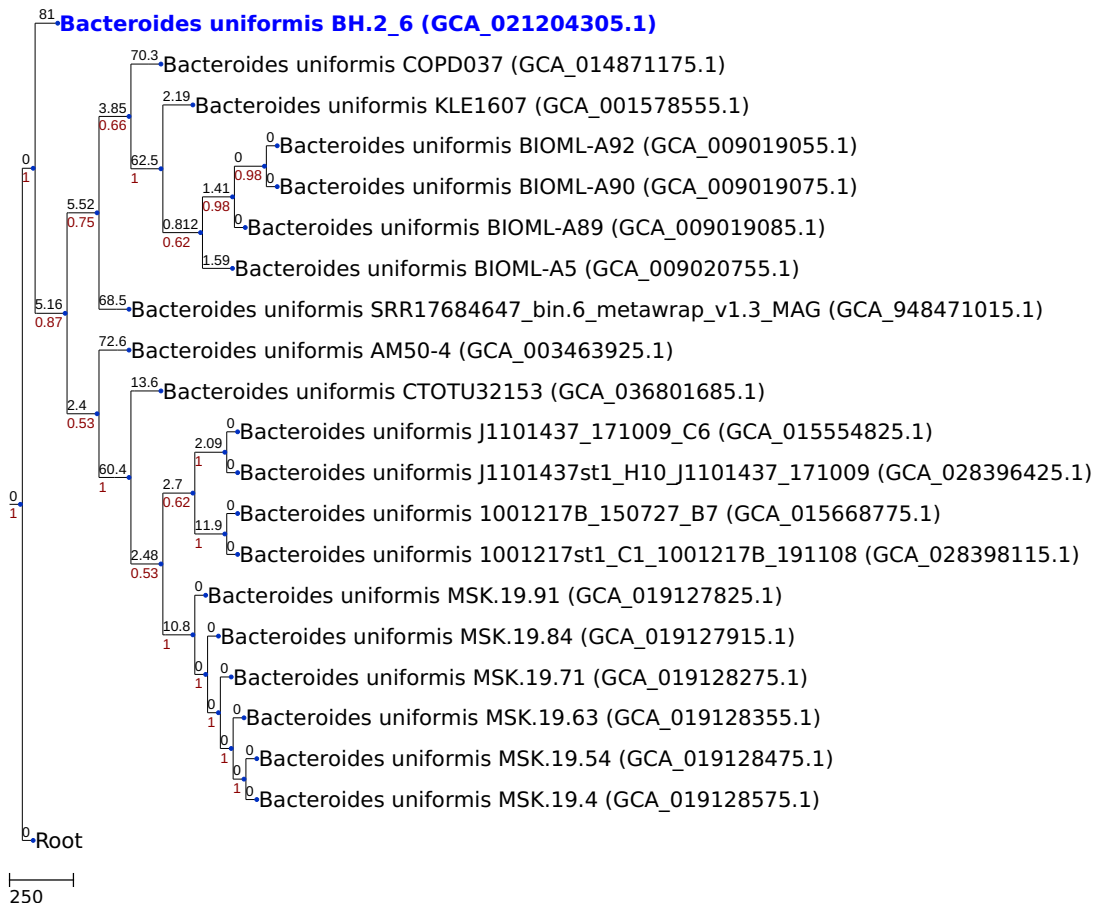 81
Bacteroides uniformis BH.2_6 (GCA_021204305.1)
70.3
Bacteroides uniformis COPD037 (GCA_014871175.1)
3.85
0.66
2.19
Bacteroides uniformis KLE1607 (GCA_001578555.1)
0
Bacteroides uniformis BIOML-A92 (GCA_009019055.1)
0
1
62.5
1
0
0.98
0
Bacteroides uniformis BIOML-A90 (GCA_009019075.1)
1.41
0.98
5.52
0.75
0
Bacteroides uniformis BIOML-A89 (GCA_009019085.1)
0.812
0.62
1.59
Bacteroides uniformis BIOML-A5 (GCA_009020755.1)
5.16
0.87
68.5
Bacteroides uniformis SRR17684647_bin.6_metawrap_v1.3_MAG (GCA_948471015.1)
72.6
Bacteroides uniformis AM50-4 (GCA_003463925.1)
13.6
Bacteroides uniformis CTOTU32153 (GCA_036801685.1)
2.4
0.53
0
Bacteroides uniformis J1101437_171009_C6 (GCA_015554825.1)
2.09
1
0
Bacteroides uniformis J1101437st1_H10_J1101437_171009 (GCA_028396425.1)
60.4
1
2.7
0.62
0
1
0
Bacteroides uniformis 1001217B_150727_B7 (GCA_015668775.1)
11.9
1
0
Bacteroides uniformis 1001217st1_C1_1001217B_191108 (GCA_028398115.1)
2.48
0.53
0
Bacteroides uniformis MSK.19.91 (GCA_019127825.1)
10.8
1
0
Bacteroides uniformis MSK.19.84 (GCA_019127915.1)
0
1
0
Bacteroides uniformis MSK.19.71 (GCA_019128275.1)
0
1
0
Bacteroides uniformis MSK.19.63 (GCA_019128355.1)
0
1
0
Bacteroides uniformis MSK.19.54 (GCA_019128475.1)
0
1
0
Bacteroides uniformis MSK.19.4 (GCA_019128575.1)
0
Root
250